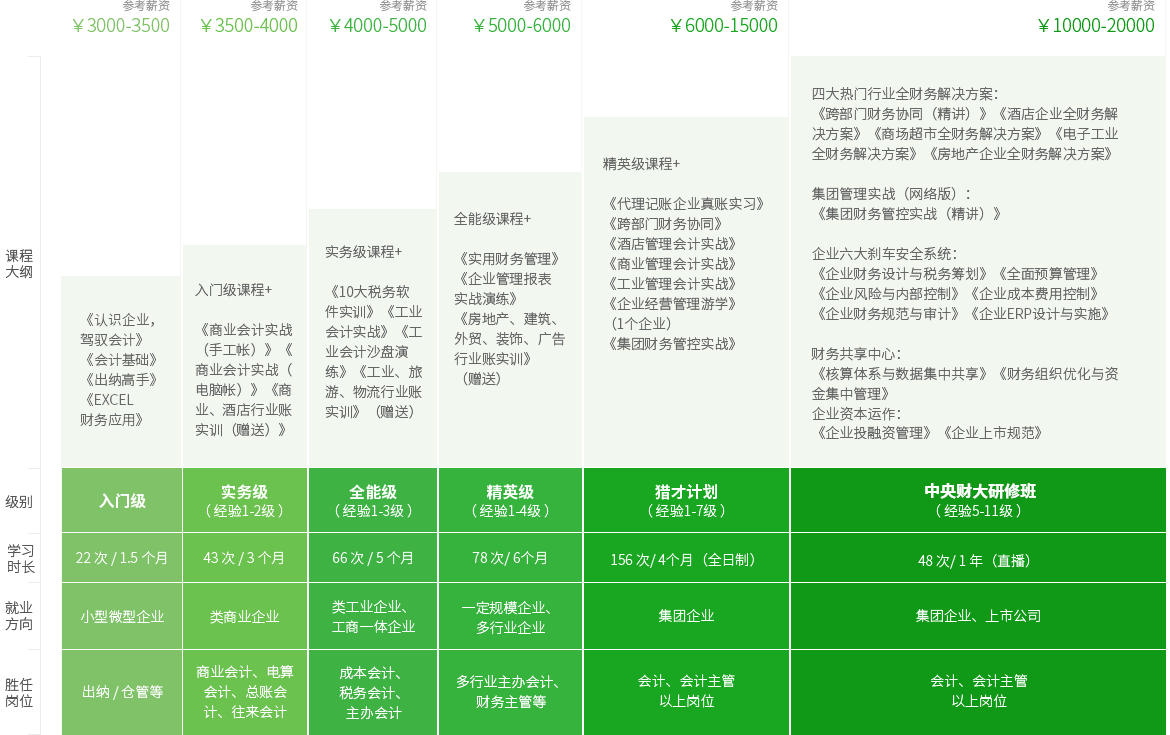 参考薪资
￥3000-3500
参考薪资
￥3500-4000
参考薪资
￥4000-5000
参考薪资
￥5000-6000
参考薪资
￥6000-15000
参考薪资
￥10000-20000
课程
大纲
《认识企业，
驾驭会计》
《会计基础》
《出纳高手》
《EXCEL
财务应用》
入门级课程+
《商业会计实战
（手工帐）》《
商业会计实战（
电脑帐）》《商
业、酒店行业账
实训（赠送）》
实务级课程+
《10大税务软
件实训》《工业
会计实战》《工
业会计沙盘演
练》《工业、旅
游、物流行业账
实训》（赠送）
全能级课程+
《实用财务管理》
《企业管理报表
实战演练》
《房地产、建筑、
外贸、装饰、广告
行业账实训》
（赠送）
精英级课程+
《代理记账企业真账实习》
《跨部门财务协同》
《酒店管理会计实战》
《商业管理会计实战》
《工业管理会计实战》
《企业经营管理游学》
（1个企业）
《集团财务管控实战》
四大热门行业全财务解决方案：
《跨部门财务协同（精讲）》《酒店企业全财务解
决方案》《商场超市全财务解决方案》《电子工业
全财务解决方案》《房地产企业全财务解决方案》
集团管理实战（网络版）：
《集团财务管控实战（精讲）》
企业六大刹车安全系统：
《企业财务设计与税务筹划》《全面预算管理》
《企业风险与内部控制》《企业成本费用控制》
《企业财务规范与审计》《企业ERP设计与实施》
财务共享中心：
《核算体系与数据集中共享》《财务组织优化与资
金集中管理》
企业资本运作：
《企业投融资管理》《企业上市规范》
级别
入门级
实务级
（ 经验1-2级 ）
全能级
（ 经验1-3级 ）
精英级
（ 经验1-4级 ）
猎才计划
（ 经验1-7级 ）
中央财大研修班
（ 经验5-11级 ）
学习
时长
22 次 / 1.5 个月
43 次 / 3 个月
66 次 / 5 个月
78 次/ 6个月
156 次/ 4个月（全日制）
48 次/ 1 年（直播）
就业
方向
小型微型企业
类商业企业
类工业企业、
工商一体企业
一定规模企业、
多行业企业
集团企业
集团企业、上市公司
胜任
岗位
出纳 / 仓管等
商业会计、电算
会计、总账会
计、往来会计
成本会计、
税务会计、
主办会计
多行业主办会计、
财务主管等
会计、会计主管
以上岗位
会计、会计主管
以上岗位